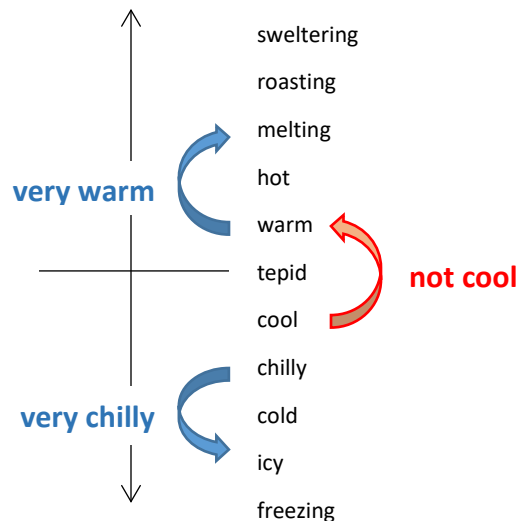 sweltering
roasting
melting
very warm
hot
warm
tepid
not cool
cool
chilly
very chilly
cold
icy
freezing